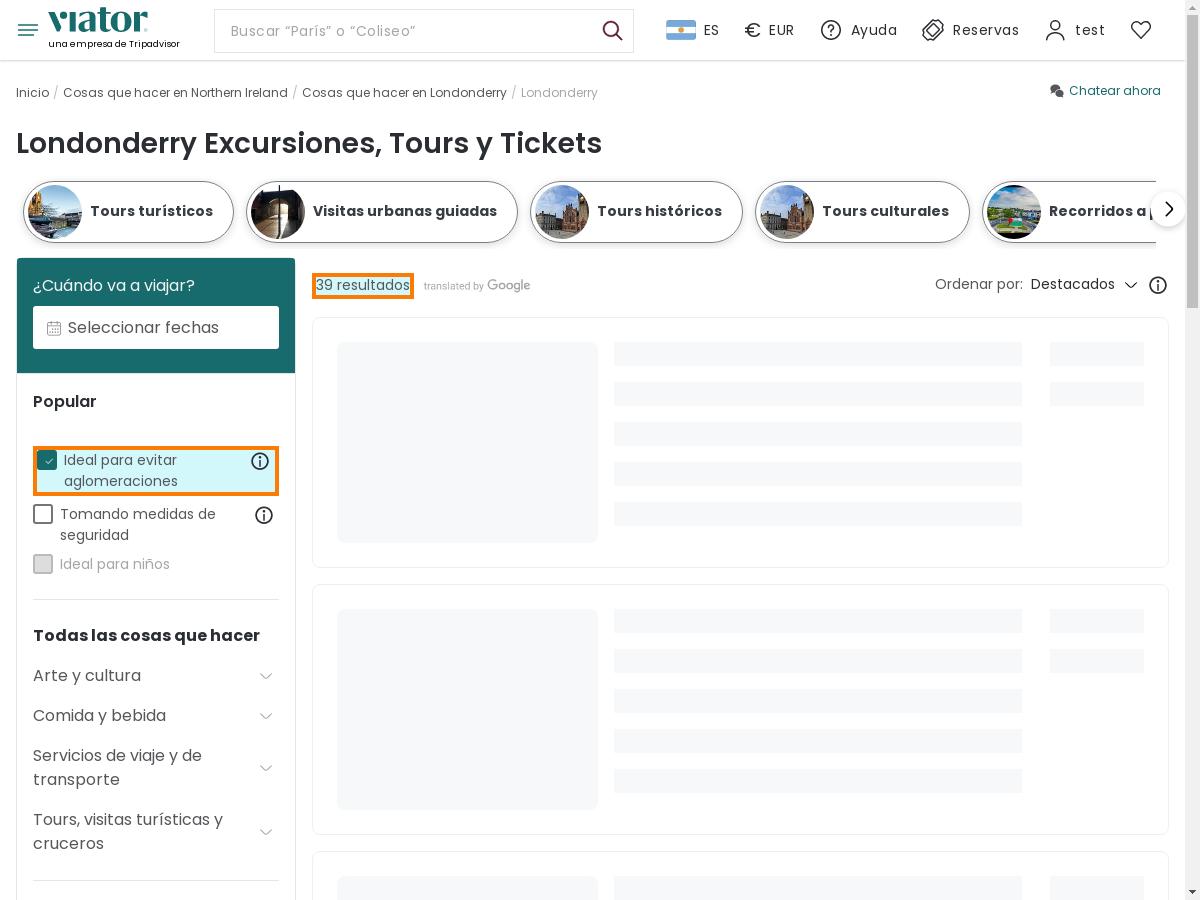 viator
una empresa de Tripadvisor
Buscar “París” o “Coliseo”
ES
€ EUR
Ayuda
Reservas
test
Inicio / Cosas que hacer en Northern Ireland / Cosas que hacer en Londonderry / Londonderry
Chatear ahora
Londonderry Excursiones, Tours y Tickets
Tours turísticos
Visitas urbanas guiadas
Tours históricos
Tours culturales
Recorridos a
¿Cuándo va a viajar?
Seleccionar fechas
39 resultados
translated by Google
Ordenar por: Destacados
Popular
Ideal para evitar
aglomeraciones
Tomando medidas de
seguridad
Ideal para niños
Todas las cosas que hacer
Arte y cultura
Comida y bebida
Servicios de viaje y de
transporte
Tours, visitas turísticas y
cruceros